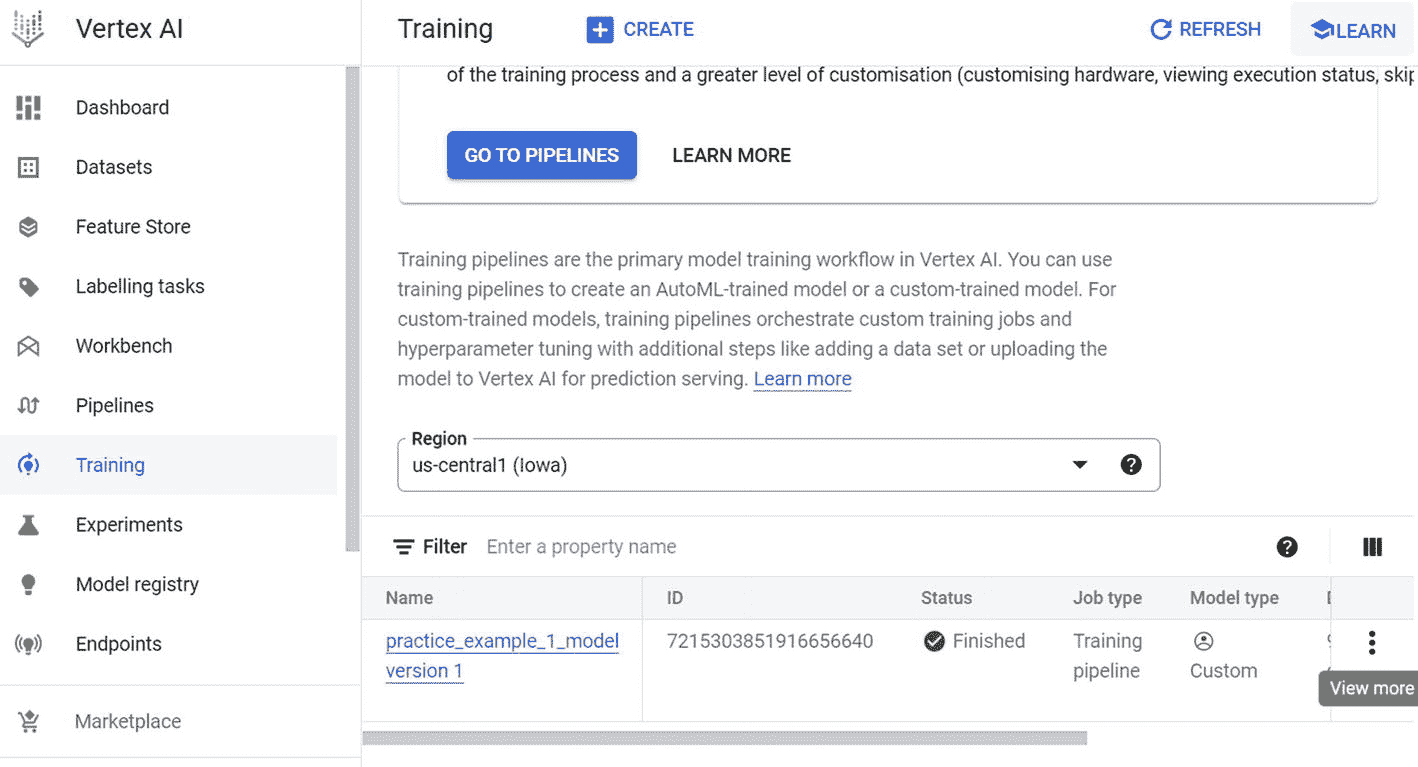 Vertex AI
Dashboard
Datasets
Feature Store
Labelling tasks
Workbench
Pipelines
Training
Experiments
Model registry
Endpoints
Marketplace
Training
CREATE
REFRESH
LEARN
of the training process and a greater level of customisation (customising hardware, viewing execution status, skip
GO TO PIPELINES
LEARN MORE
Training pipelines are the primary model training workflow in Vertex AI. You can use
training pipelines to create an AutoML-trained model or a custom-trained model. For
custom-trained models, training pipelines orchestrate custom training jobs and
hyperparameter tuning with additional steps like adding a data set or uploading the
model to Vertex AI for prediction serving. Learn more
Region
us-central1 (Iowa)
Filter Enter a property name
Name ID Status Job type Model type
practice_example_1_model 7215303851916656640 Finished Training
version 1 pipeline Custom
View more